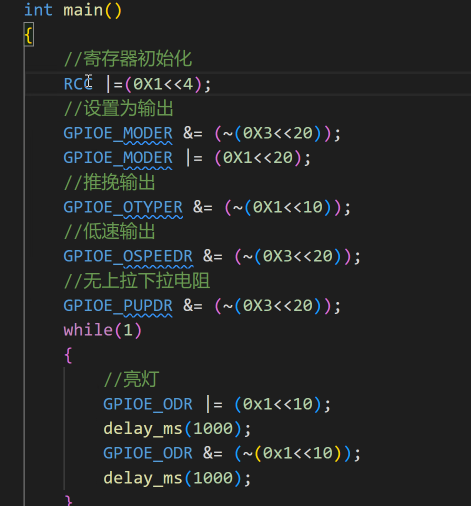 int main()
{
//寄存器初始化
RCC |=(0X1<<4);
//设置为输出
GPIOE_MODER &= (~(0X3<<20));
GPIOE_MODER |= (0X1<<20);
//推挽输出
GPIOE_OTYPER &= (~(0X1<<10));
//低速输出
GPIOE_OSPEEDR &= (~(0X3<<20));
//无上拉下拉电阻
GPIOE_PUPDR &= (~(0X3<<20));
while(1)
{
//亮灯
GPIOE_ODR |= (0x1<<10);
delay_ms(1000);
GPIOE_ODR &= (~(0x1<<10));
delay_ms(1000);
}